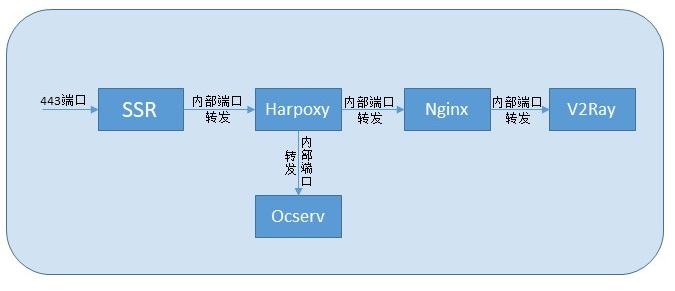 443端口
SSR
内部端口
转发
Harpoxy
内部端口
转发
Nginx
内部端口
转发
V2Ray
内部端口
转发
Ocserv